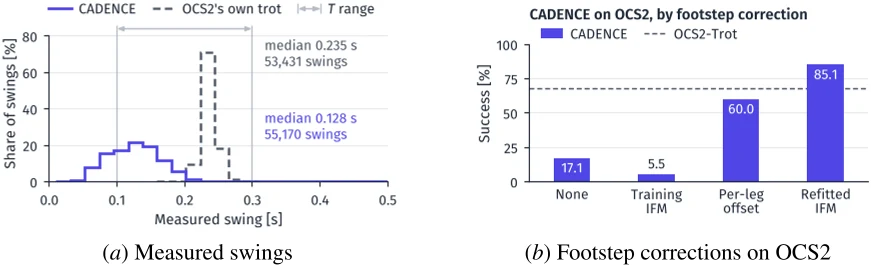 CADENCE OCS2's own trot T range
Share of swings [%]
80
60
40
20
0
median 0.235 s
53,431 swings
median 0.128 s
55,170 swings
0.0 0.1 0.2 0.3 0.4 0.5
Measured swing [s]
(a) Measured swings
CADENCE on OCS2, by footstep correction
CADENCE OCS2-Trot
Success [%]
100
75
50
25
0
17.1
5.5
60.0
85.1
None Training Per-leg Refitted
IFM offset IFM
(b) Footstep corrections on OCS2